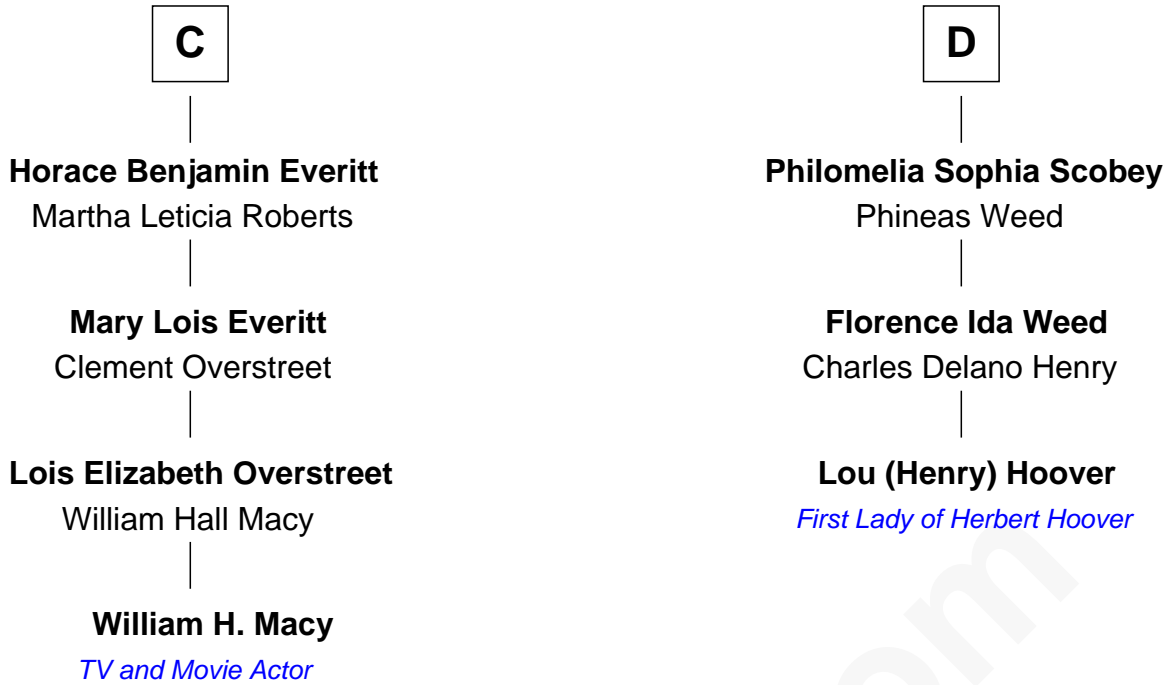 C
Horace Benjamin Everitt
Martha Leticia Roberts
Mary Lois Everitt
Clement Overstreet
Lois Elizabeth Overstreet
William Hall Macy
William H. Macy
TV and Movie Actor
D
Philomelia Sophia Scobey
Phineas Weed
Florence Ida Weed
Charles Delano Henry
Lou (Henry) Hoover
First Lady of Herbert Hoover
om